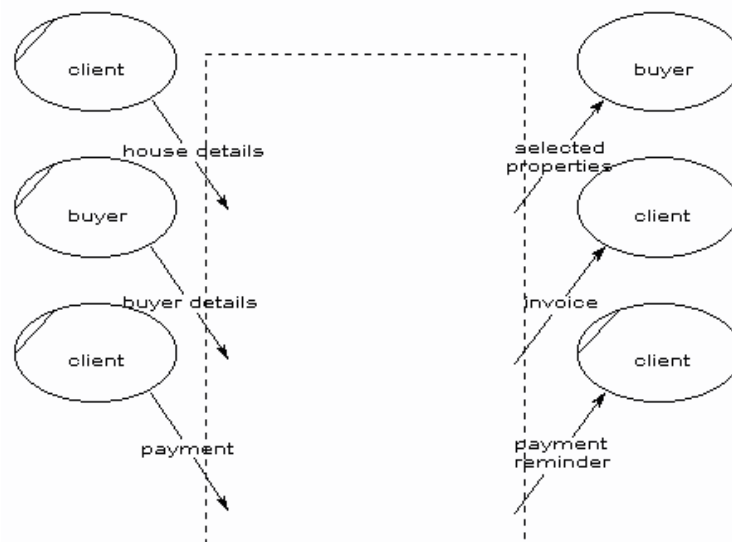 client
buyer
house details
selected
properties
buyer
client
buyer details
invoice
client
client
payment
payment
reminder